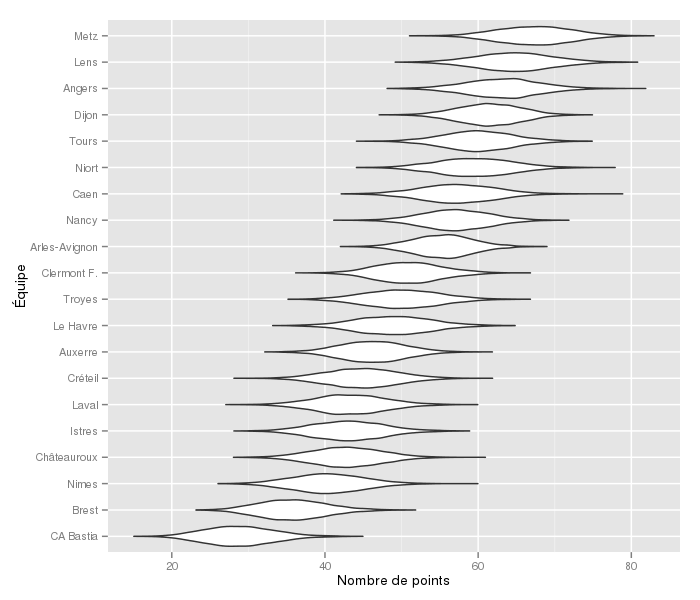 Metz
Lens
Angers
Dijon
Tours
Niort
Caen
Nancy
Arles-Avignon
Clermont F.
Troyes
Le Havre
Auxerre
Créteil
Laval
Istres
Châteauroux
Nimes
Brest
CA Bastia
Équipe
20 40 60 80
Nombre de points